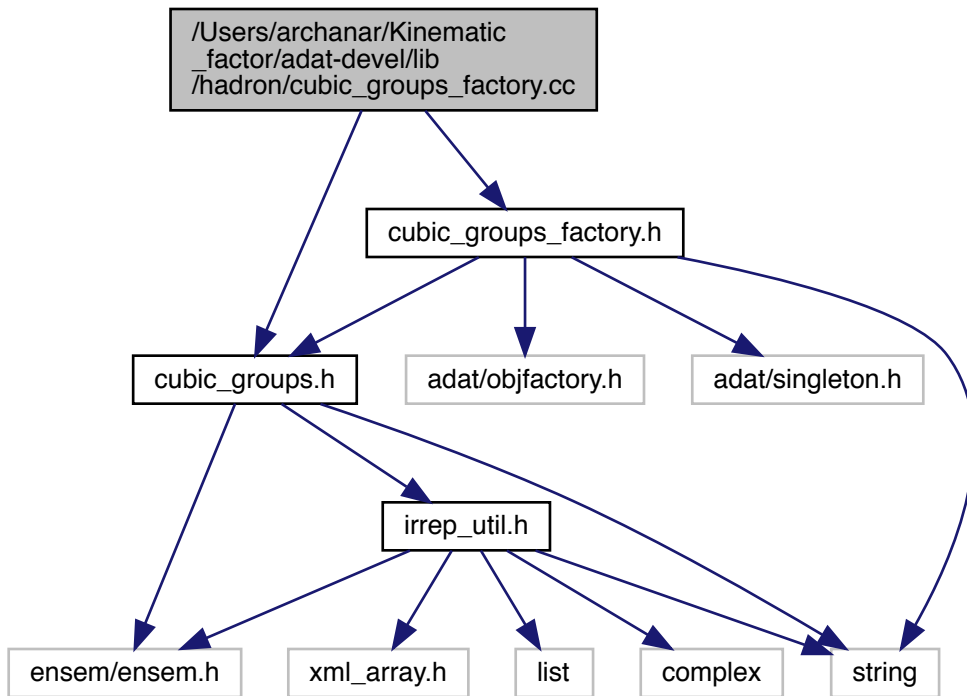 /Users/archanar/Kinematic
_factor/adat-devel/lib
/hadron/cubic_groups_factory.cc
cubic_groups_factory.h
cubic_groups.h
adat/objfactory.h
adat/singleton.h
irrep_util.h
ensem/ensem.h
xml_array.h
list
complex
string